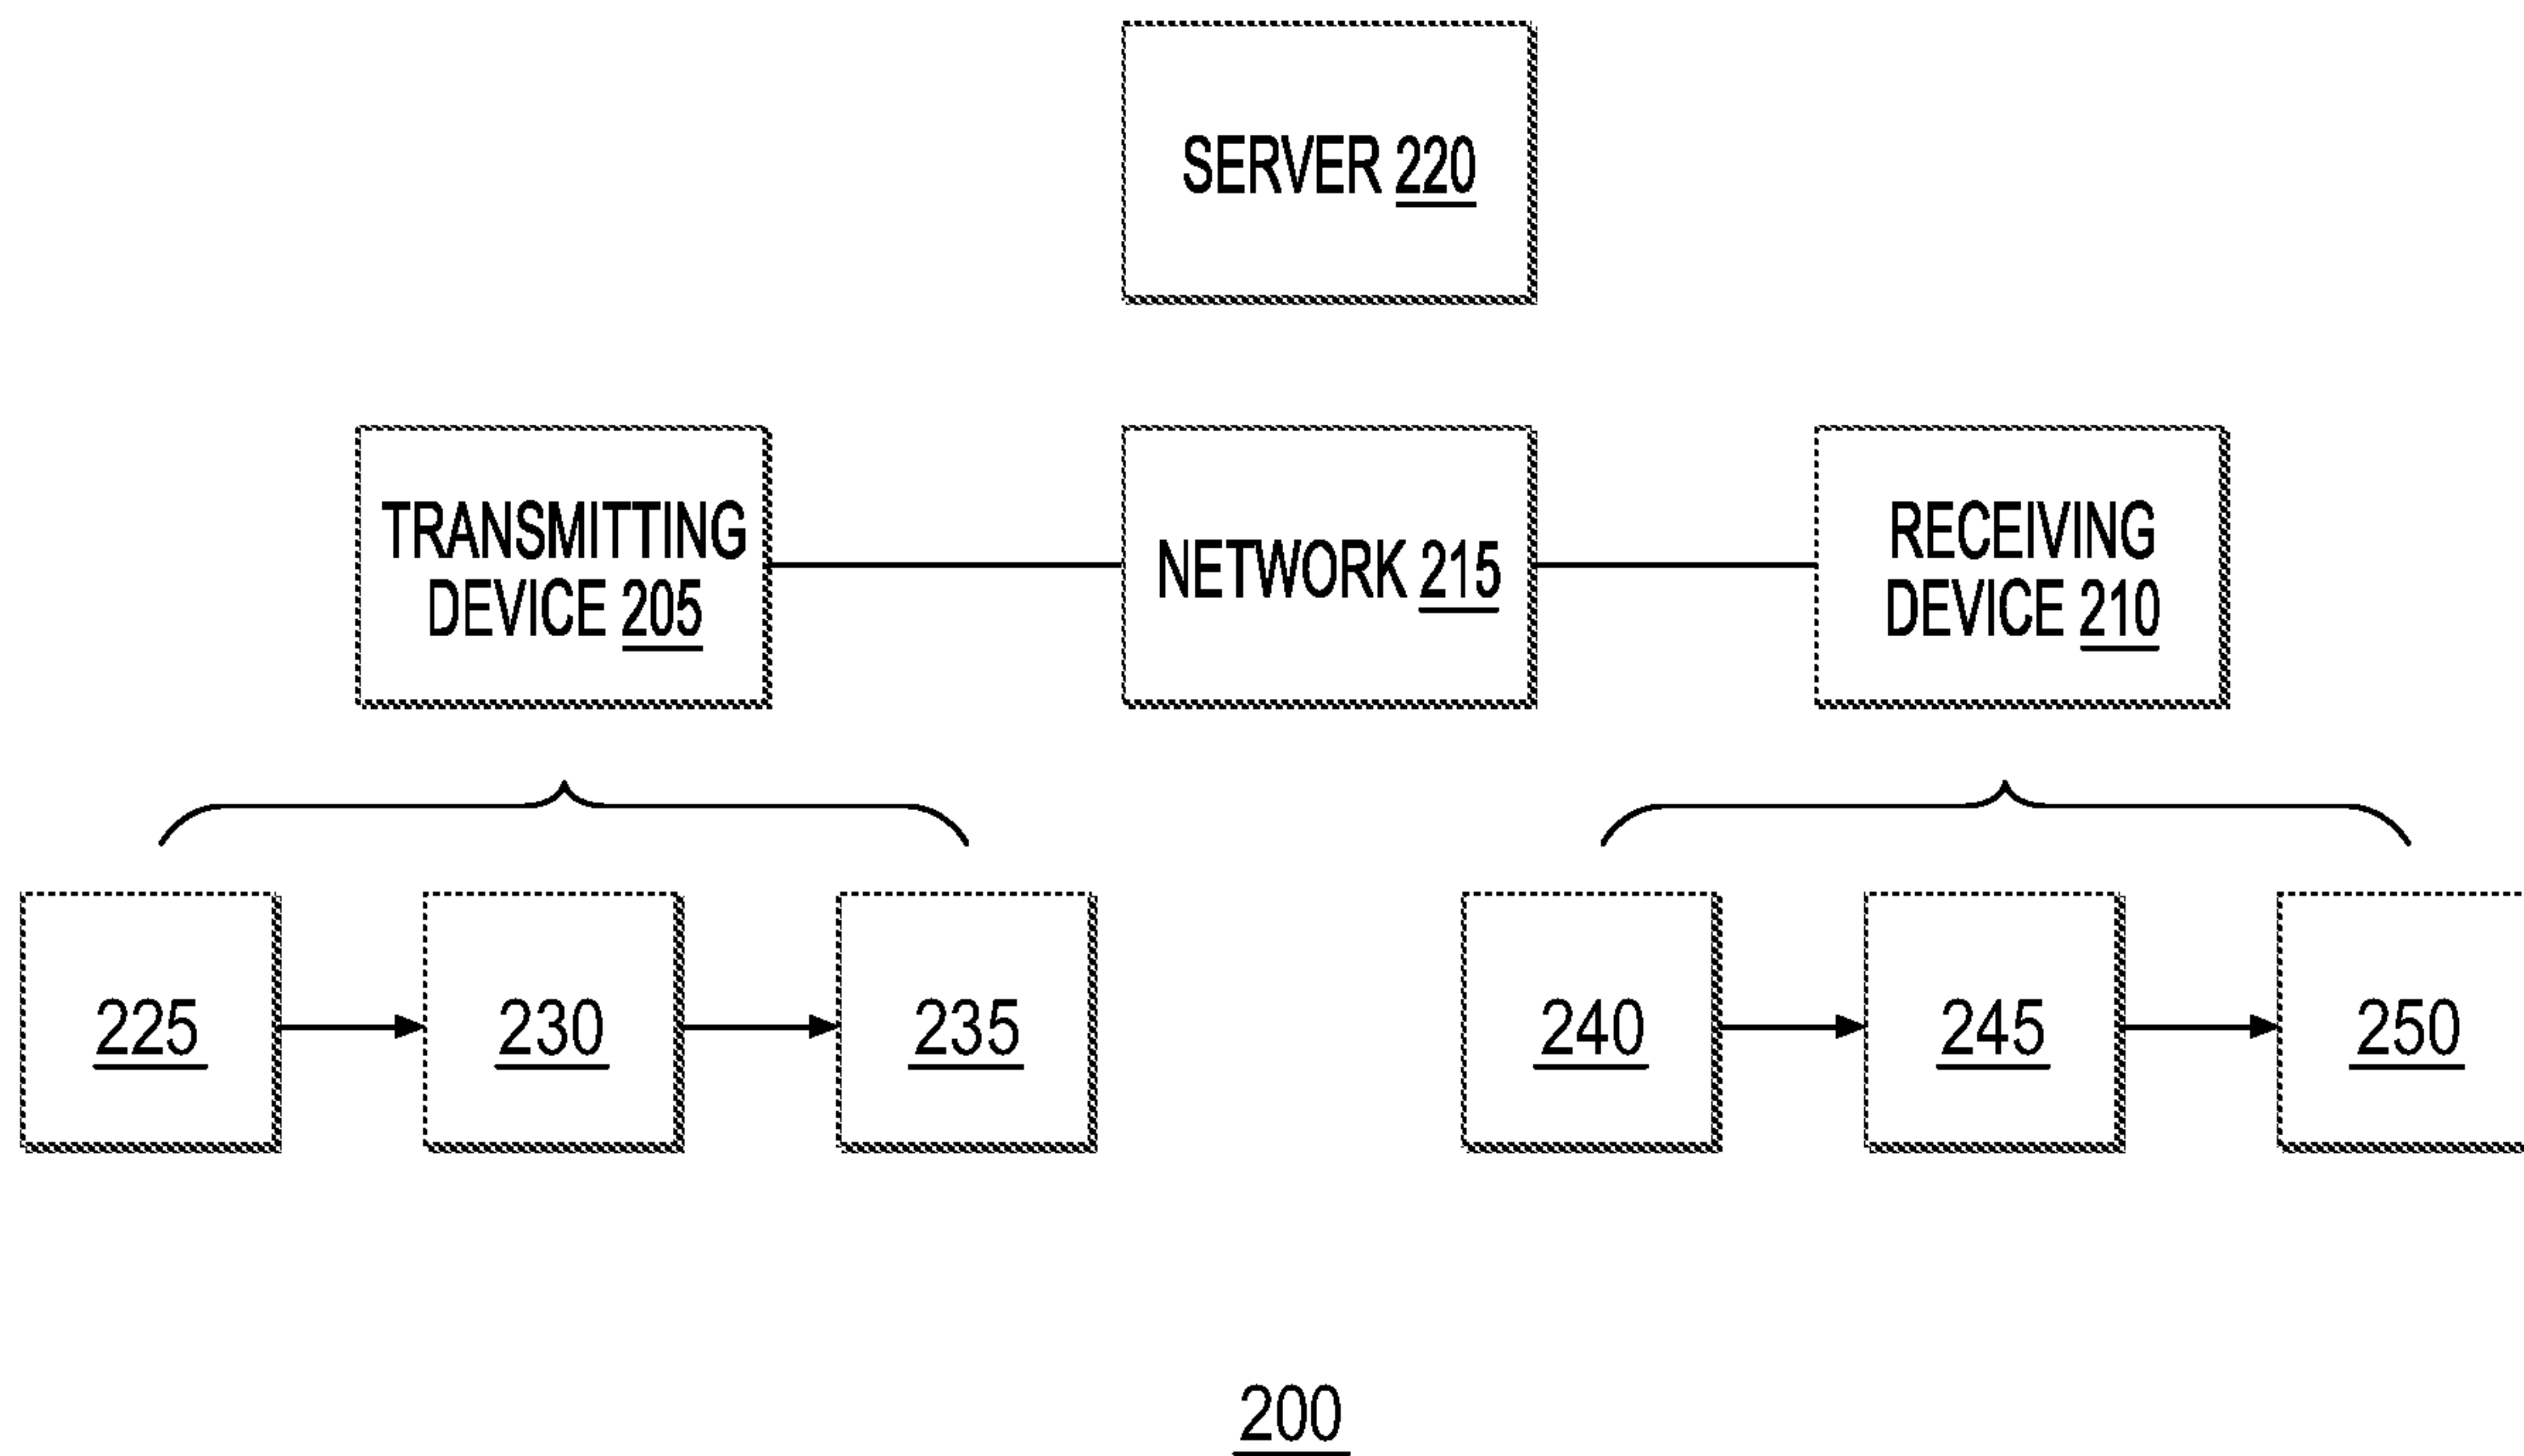 SERVER 220
TRANSMITTING
DEVICE 205
NETWORK 215
RECEIVING
DEVICE 210
225
230
235
240
245
250
200